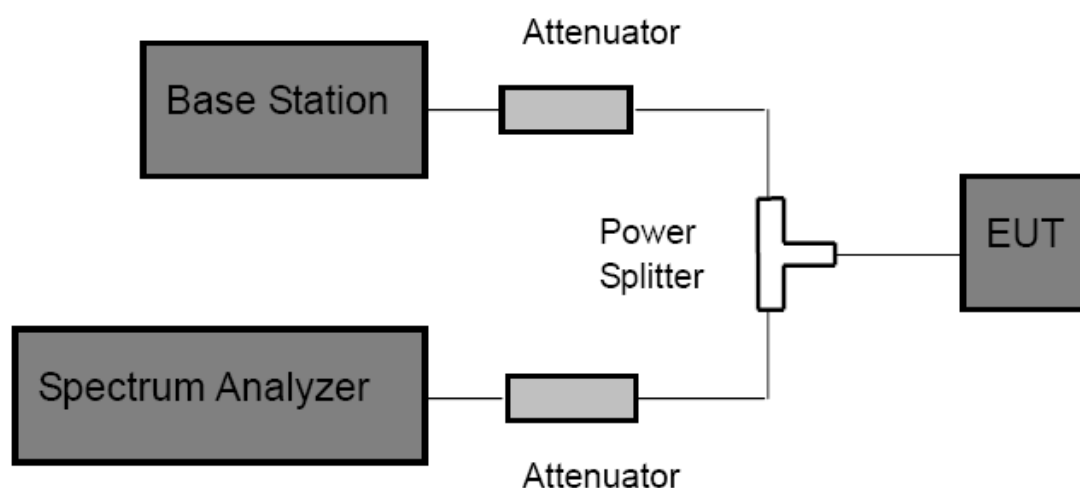 Attenuator
Base Station
Power
Splitter
EUT
Spectrum Analyzer
Attenuator